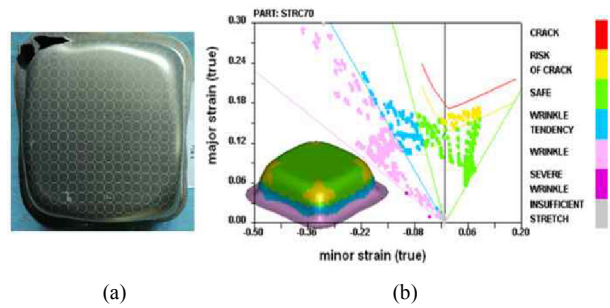 PART: STRC70
0.30
0.24
0.18
0.12
0.06
0.00
major strain (true)
-0.50
-0.36
-0.22
-0.08
0.06
0.20
minor strain (true)
CRACK
RISK
OF CRACK
SAFE
WRINKLE
TENDENCY
WRINKLE
SEVERE
WRINKLE
INSUFFICIENT
STRETCH
(a)
(b)